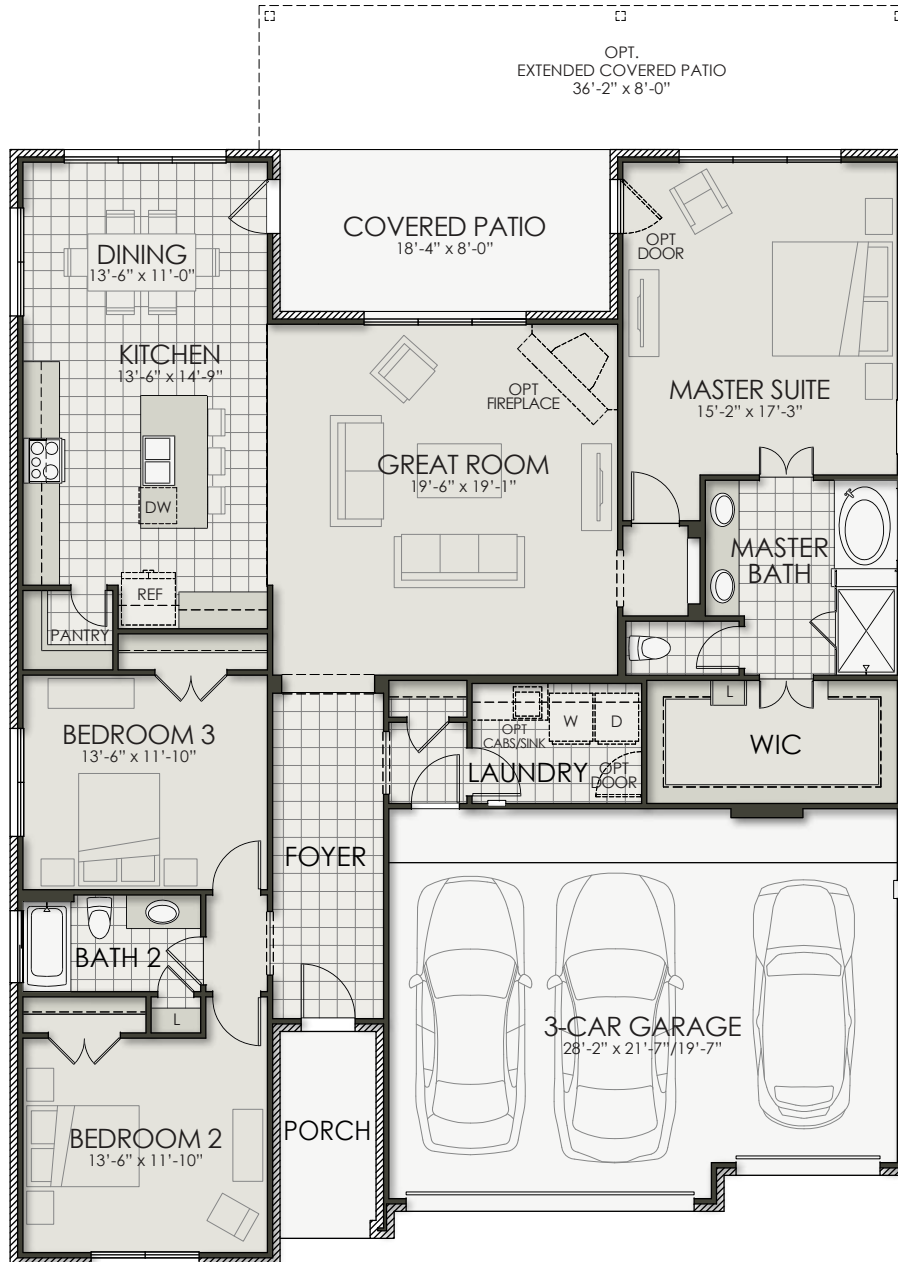 OPT.
EXTENDED COVERED PATIO
36'-2" x 8'-0"
COVERED PATIO
18'-4" x 8'-0"
DINING
13'-6" x 11'-0"
OPT
DOOR
KITCHEN
13'-6" x 14'-9"
OPT
FIREPLACE
MASTER SUITE
15'-2" x 17'-3"
GREAT ROOM
19'-6" x 19'-1"
DW
MASTER
BATH
REF
PANTRY
L
W
D
OPT
CABS/SINK
LAUNDRY
OPT
DOOR
WIC
BEDROOM 3
13'-6" x 11'-10"
FOYER
BATH 2
L
3-CAR GARAGE
28'-2" x 21'-7"/19'-7"
PORCH
BEDROOM 2
13'-6" x 11'-10"